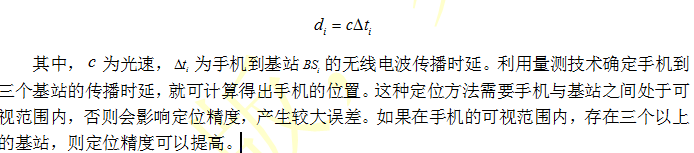 d_i = cΔt_i
其中， c 为光速， Δt_i 为手机到基站 BS_i 的无线电波传播时延。利用量测技术确定手机到
三个基站的传播时延，就可计算得出手机的位置。这种定位方法需要手机与基站之间处于可
视范围内，否则会影响定位精度，产生较大误差。如果在手机的可视范围内，存在三个以上
的基站，则定位精度可以提高。